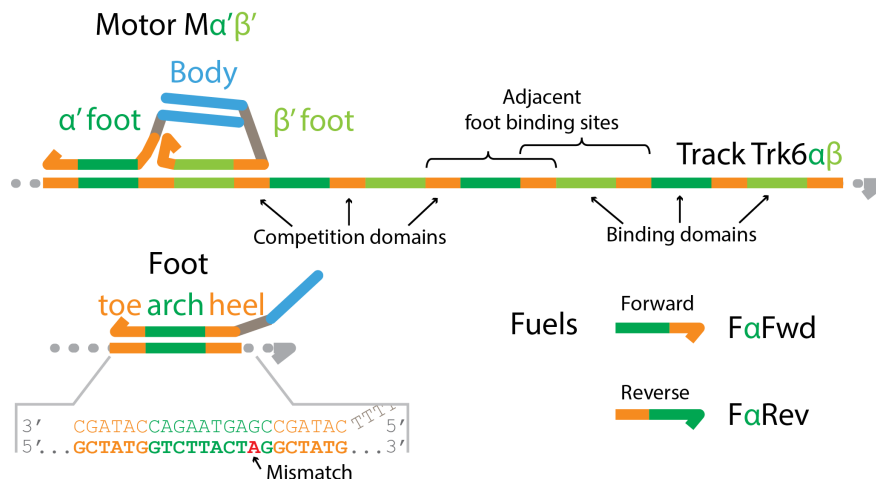 Motor Mα′β′
Body
α′ foot
β′ foot
Adjacent
foot binding sites
Track Trk6αβ
Competition domains
Binding domains
Foot
toe arch heel
Fuels
Forward
FαFwd
Reverse
FαRev
3′ CGATACCAGAATGAGCCGATAC TTTT 5′
5′...GCTATGGTCTTACTAGGCTATG...3′
Mismatch